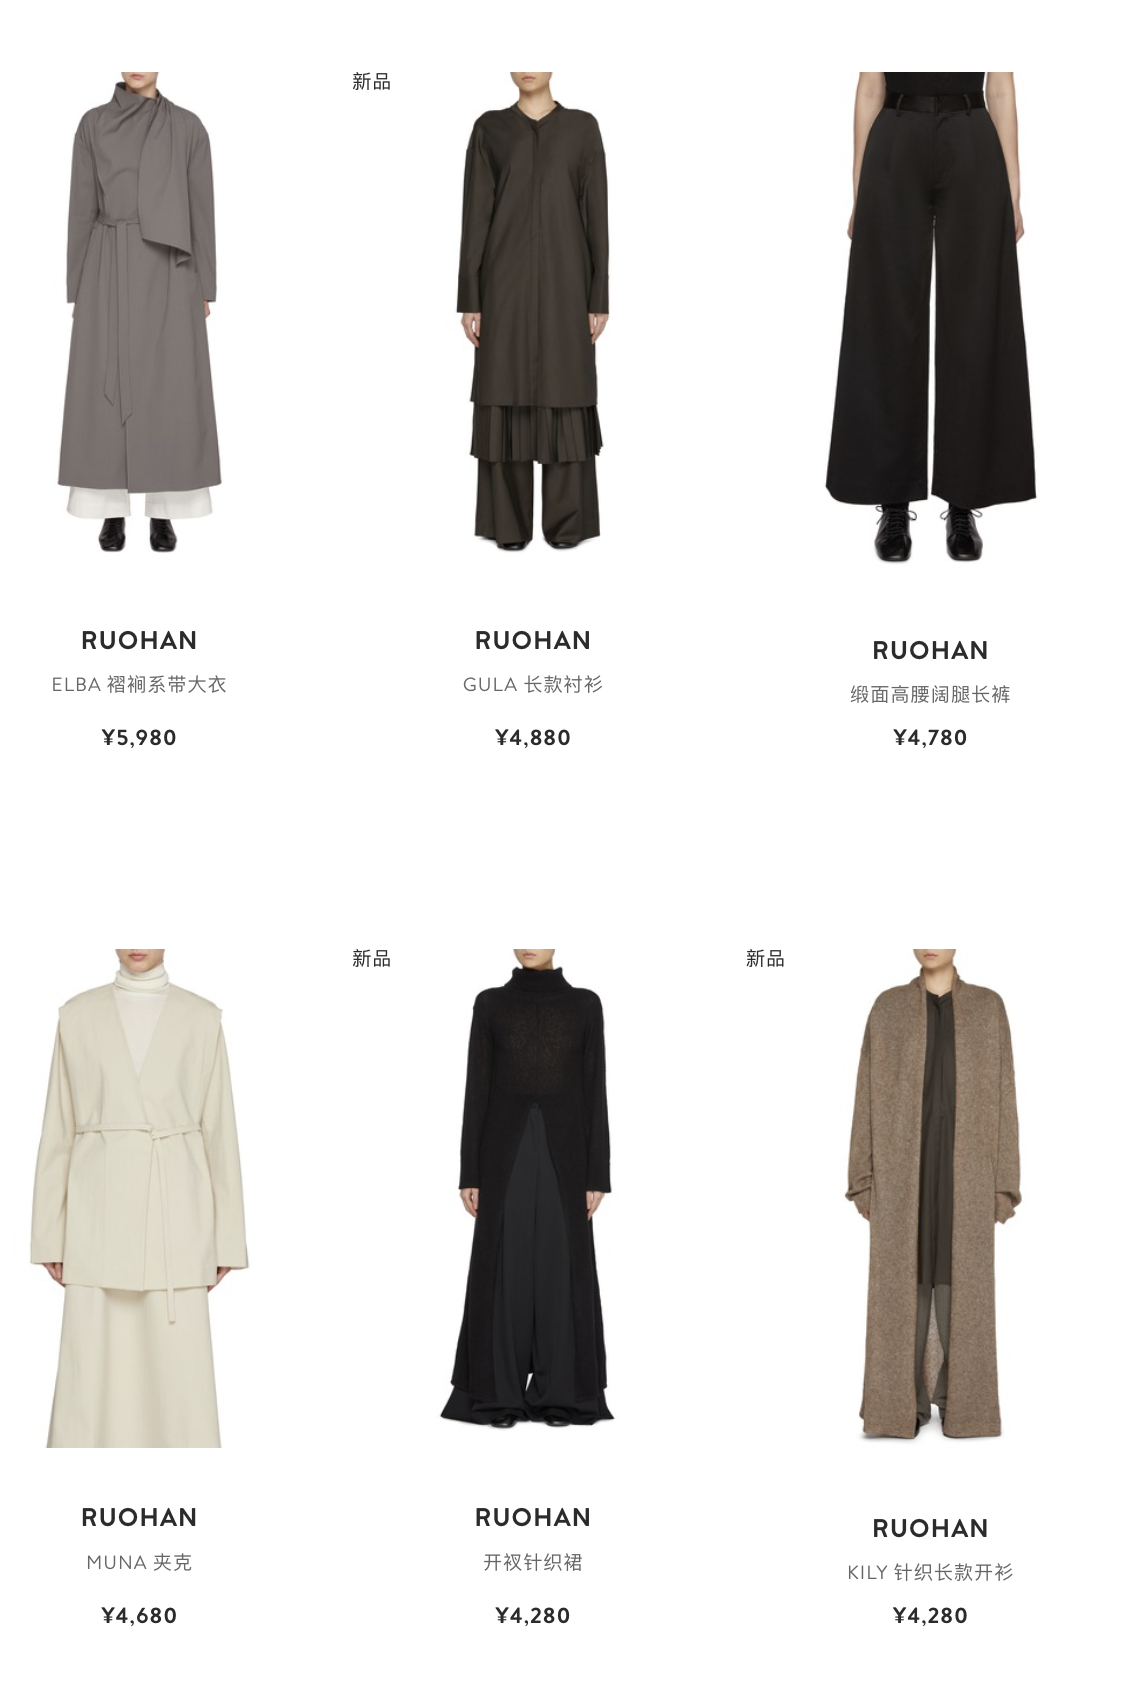 新品
RUOHAN
ELBA 褶裥系带大衣
¥5,980
RUOHAN
GULA 长款衬衫
¥4,880
RUOHAN
缎面高腰阔腿长裤
¥4,780
新品
新品
RUOHAN
MUNA 夹克
¥4,680
RUOHAN
开衩针织裙
¥4,280
RUOHAN
KILY 针织长款开衫
¥4,280